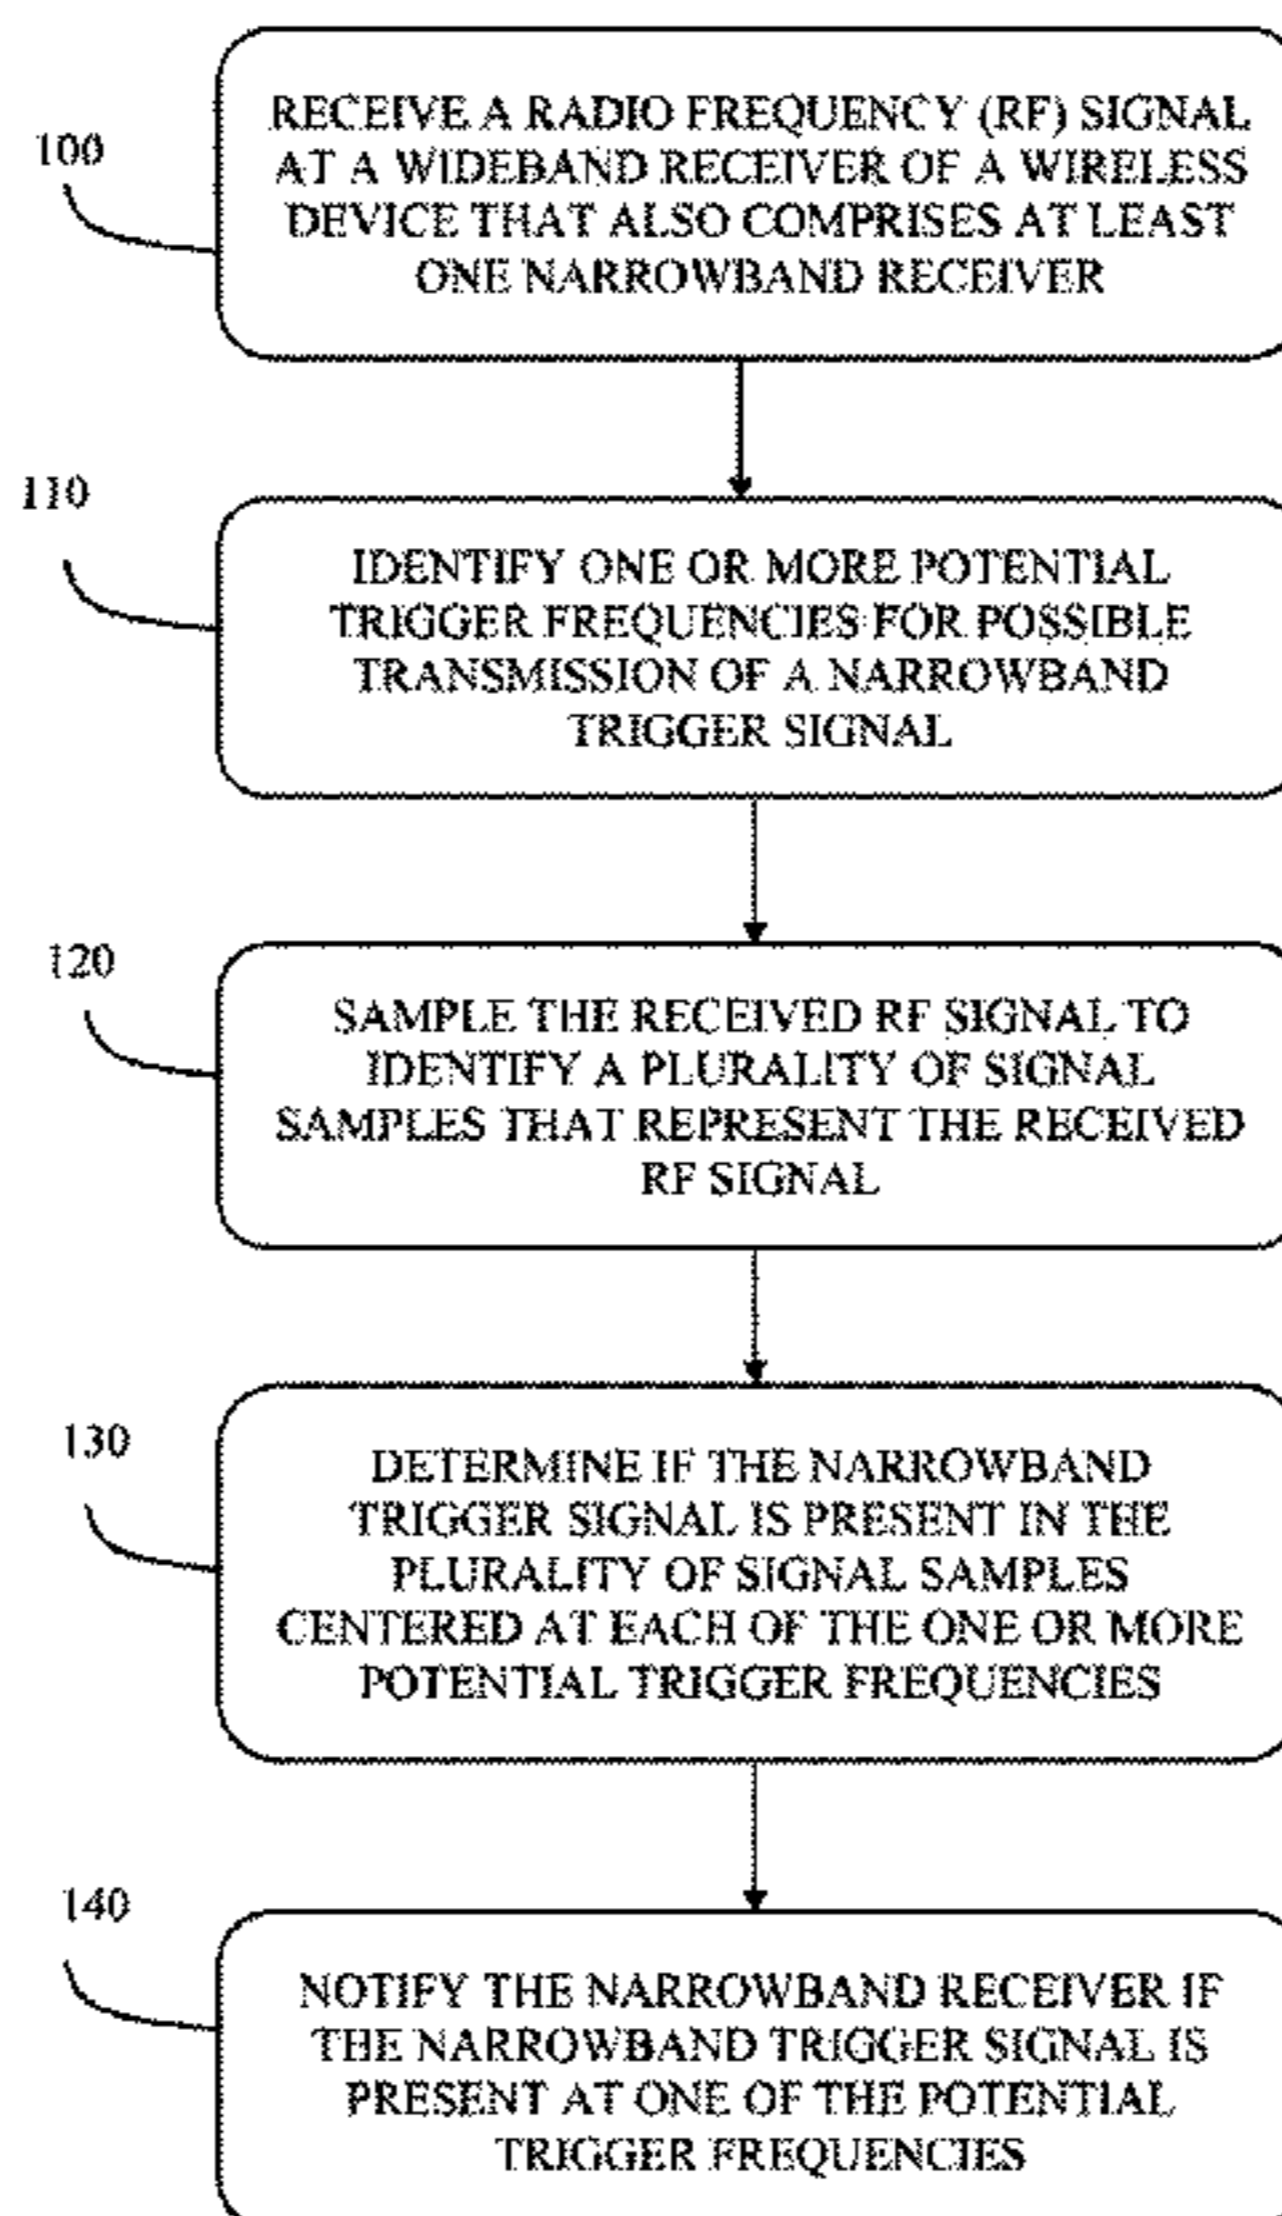 100
RECEIVE A RADIO FREQUENCY (RF) SIGNAL
AT A WIDEBAND RECEIVER OF A WIRELESS
DEVICE THAT ALSO COMPRISES AT LEAST
ONE NARROWBAND RECEIVER
110
IDENTIFY ONE OR MORE POTENTIAL
TRIGGER FREQUENCIES FOR POSSIBLE
TRANSMISSION OF A NARROWBAND
TRIGGER SIGNAL
120
SAMPLE THE RECEIVED RF SIGNAL TO
IDENTIFY A PLURALITY OF SIGNAL
SAMPLES THAT REPRESENT THE RECEIVED
RF SIGNAL
130
DETERMINE IF THE NARROWBAND
TRIGGER SIGNAL IS PRESENT IN THE
PLURALITY OF SIGNAL SAMPLES
CENTERED AT EACH OF THE ONE OR MORE
POTENTIAL TRIGGER FREQUENCIES
140
NOTIFY THE NARROWBAND RECEIVER IF
THE NARROWBAND TRIGGER SIGNAL IS
PRESENT AT ONE OF THE POTENTIAL
TRIGGER FREQUENCIES